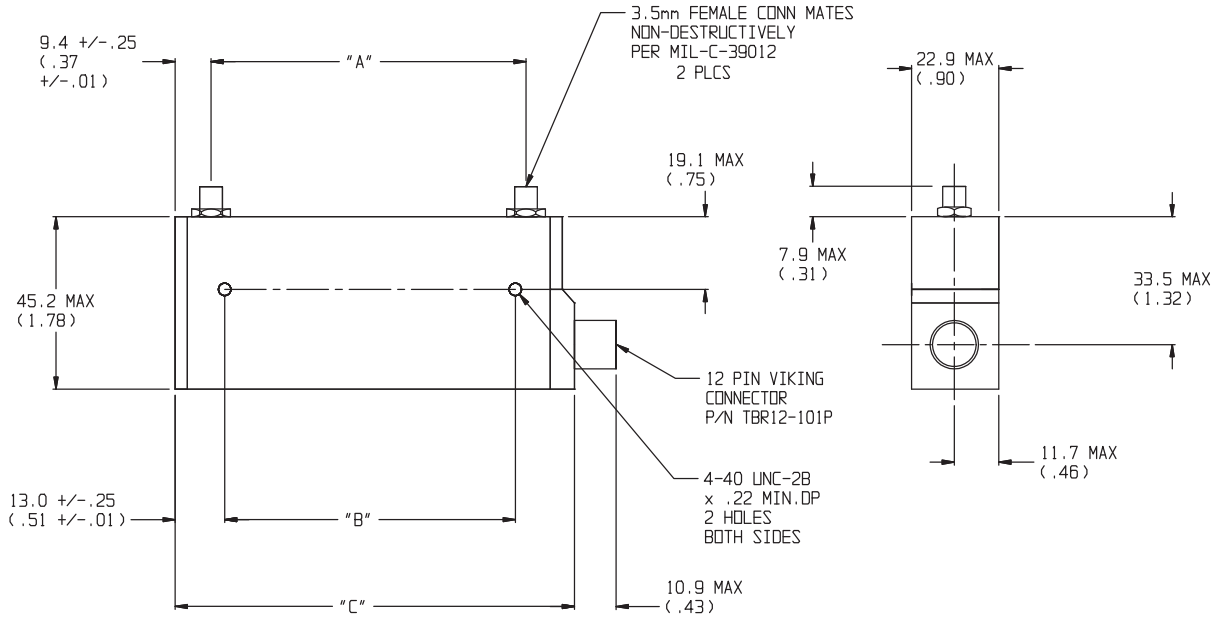 3.5mm FEMALE CONN MATES
NON-DESTRUCTIVELY
PER MIL-C-39012
2 PLCS
9.4 +/-.25
(.37
+/-.01)
"A"
22.9 MAX
(.90)
19.1 MAX
(.75)
7.9 MAX
(.31)
33.5 MAX
(1.32)
45.2 MAX
(1.78)
12 PIN VIKING
CONNECTOR
P/N TBR12-101P
11.7 MAX
(.46)
4-40 UNC-2B
x .22 MIN.DP
2 HOLES
BOTH SIDES
13.0 +/-.25
(.51 +/-.01)
"B"
10.9 MAX
(.43)
"C"